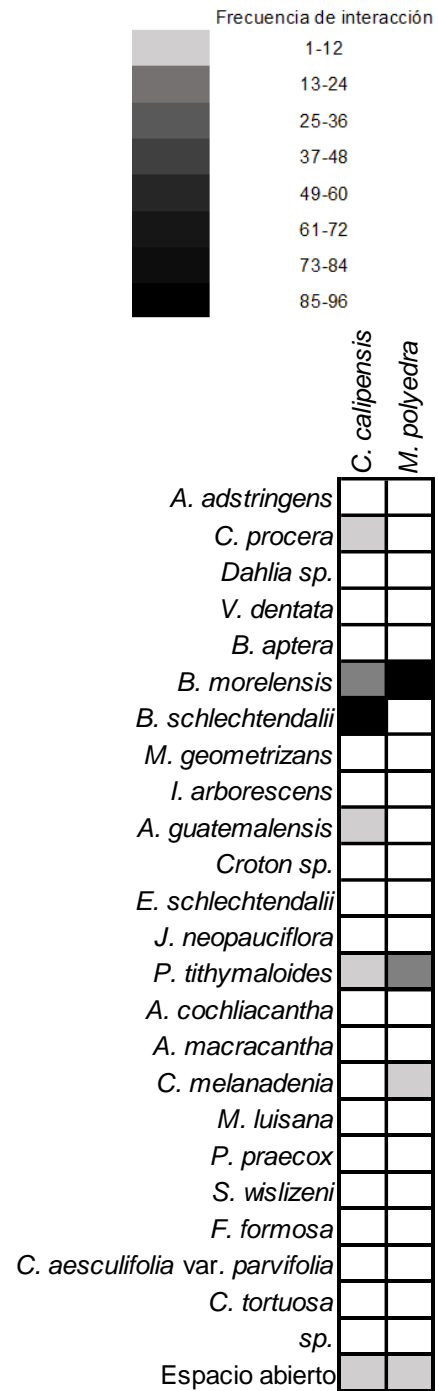 Frecuencia de interacción
1-12
13-24
25-36
37-48
49-60
61-72
73-84
85-96
C. calipensis
M. polyedra
A. adstringens
C. procera
Dahlia sp.
V. dentata
B. aptera
B. morelensis
B. schlechtendalii
M. geometrizans
I. arborescens
A. guatemalensis
Croton sp.
E. schlechtendalii
J. neopauciflora
P. tithymaloides
A. cochliacantha
A. macracantha
C. melanadenia
M. luisana
P. praecox
S. wislizeni
F. formosa
C. aesculifolia var. parvifolia
C. tortuosa
sp.
Espacio abierto